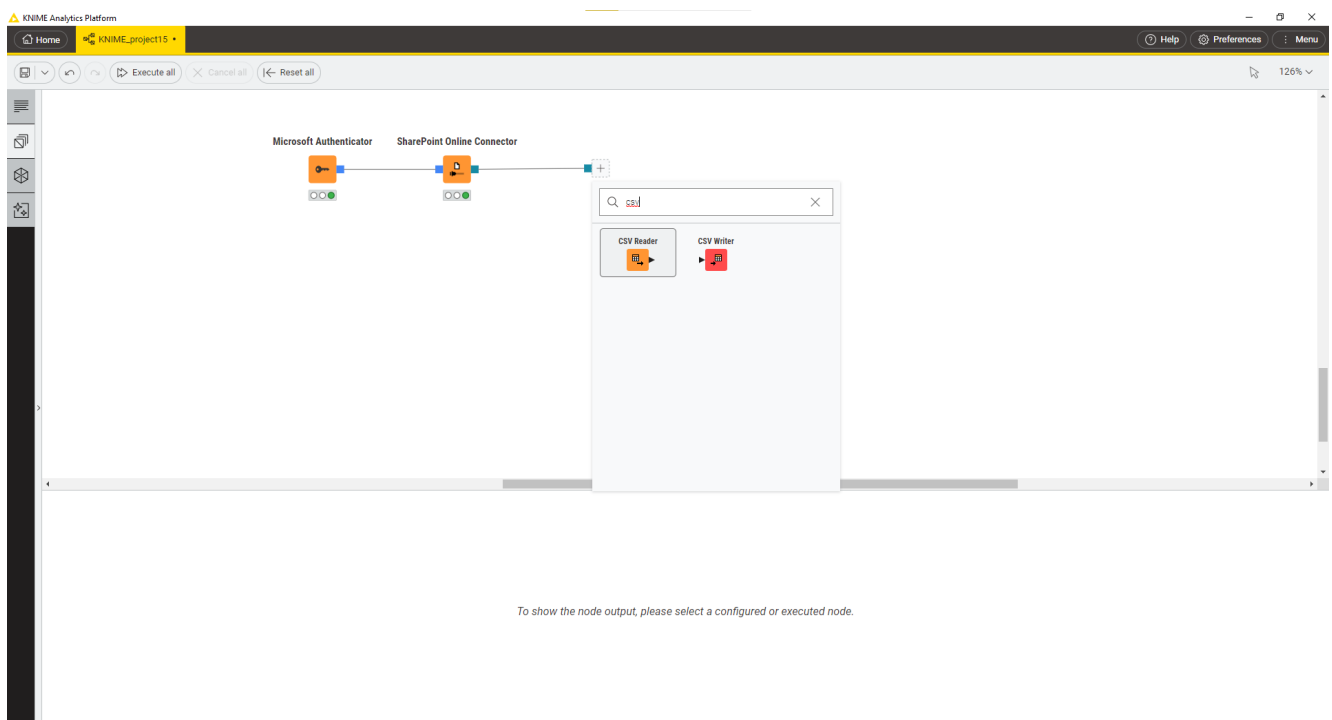 KNIME Analytics Platform
Home
KNIME_project15
Help
Preferences
Menu
Execute all
Cancel all
Reset all
126%
Microsoft Authenticator
SharePoint Online Connector
csv
CSV Reader
CSV Writer
To show the node output, please select a configured or executed node.